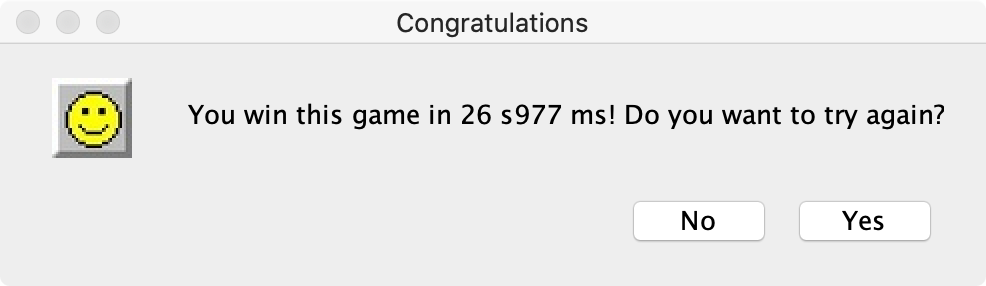 Congratulations
You win this game in 26 s977 ms! Do you want to try again?
No
Yes